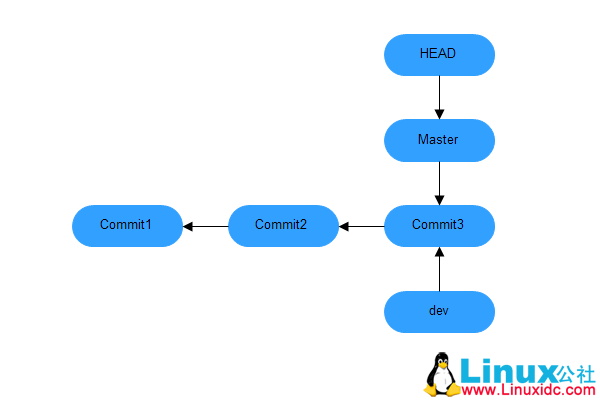 HEAD
Master
Commit1
Commit2
Commit3
dev
Linux公社
www.Linuxidc.com